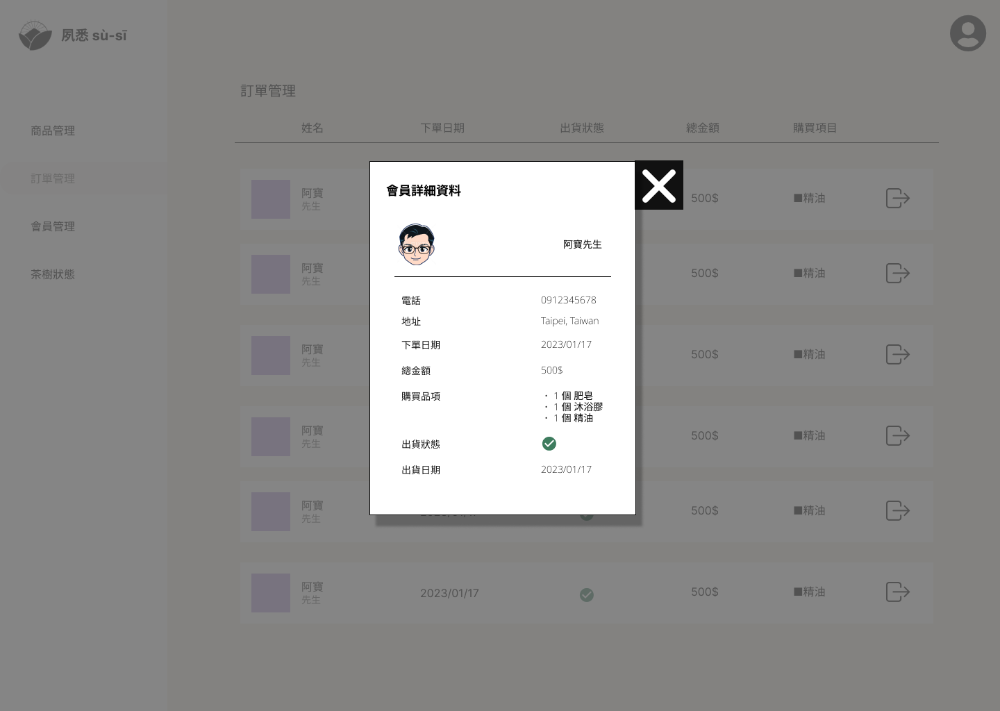 夙悉 sù-sī
商品管理
訂單管理
會員管理
茶樹狀態
訂單管理
姓名 下單日期 出貨狀態 總金額 購買項目
阿寶
先生
500$ ■精油
阿寶
先生
500$ ■精油
阿寶
先生
500$ ■精油
阿寶
先生
500$ ■精油
阿寶
先生
500$ ■精油
阿寶
先生
2023/01/17 500$ ■精油
會員詳細資料
阿寶先生
電話 0912345678
地址 Taipei, Taiwan
下單日期 2023/01/17
總金額 500$
購買品項 · 1 個 肥皂
· 1 個 沐浴膠
· 1 個 精油
出貨狀態
出貨日期 2023/01/17